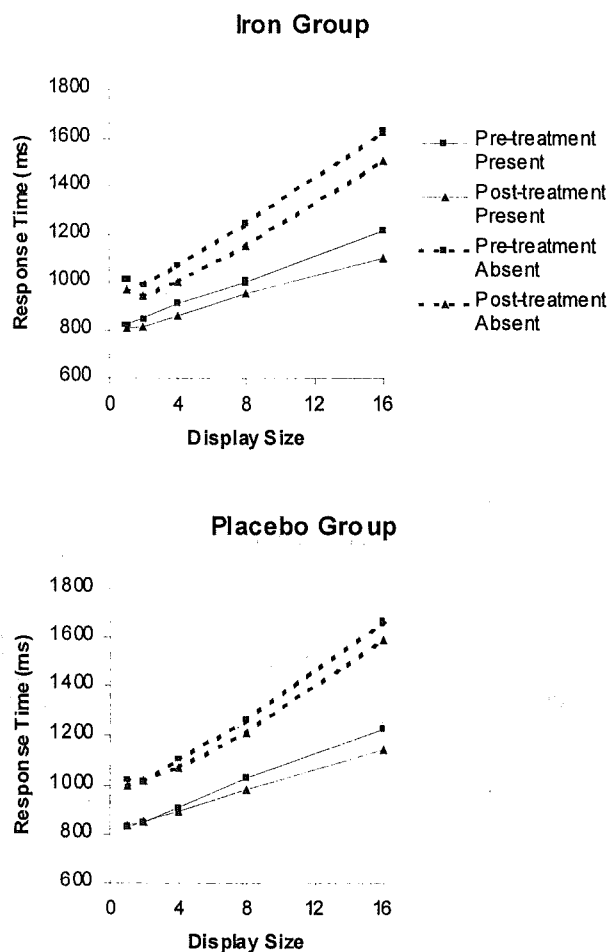 Iron Group
1800
1600
1400
1200
1000
800
600
Response Time (ms)
0 4 8 12 16
Display Size
Pre-treatment
Present
Post-treatment
Present
Pre-treatment
Absent
Post-treatment
Absent
Placebo Group
1800
1600
1400
1200
1000
800
600
Response Time (ms)
0 4 8 12 16
Display Size